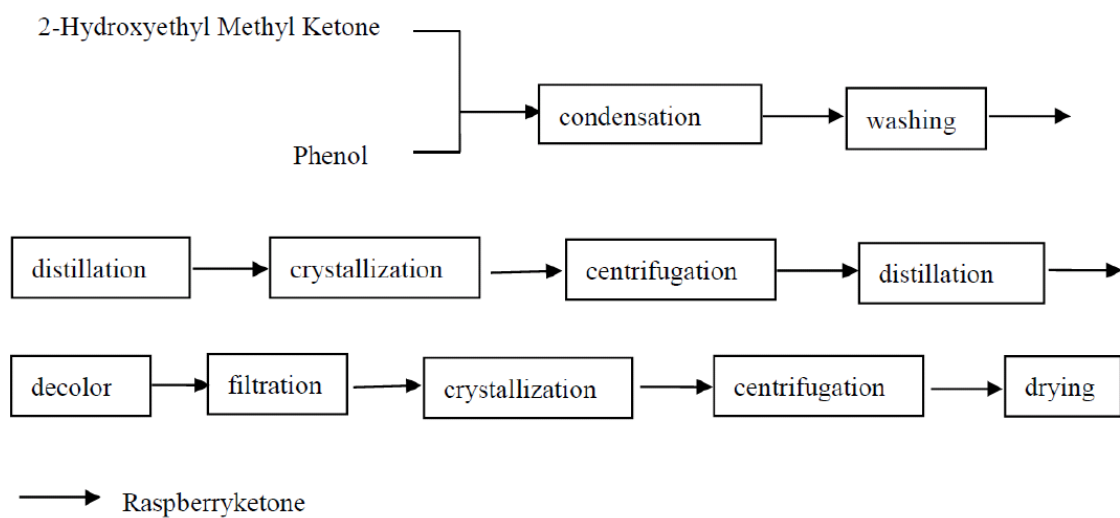 2-Hydroxyethyl Methyl Ketone
Phenol
condensation
washing
distillation
crystallization
centrifugation
distillation
decolor
filtration
crystallization
centrifugation
drying
Raspberryketone